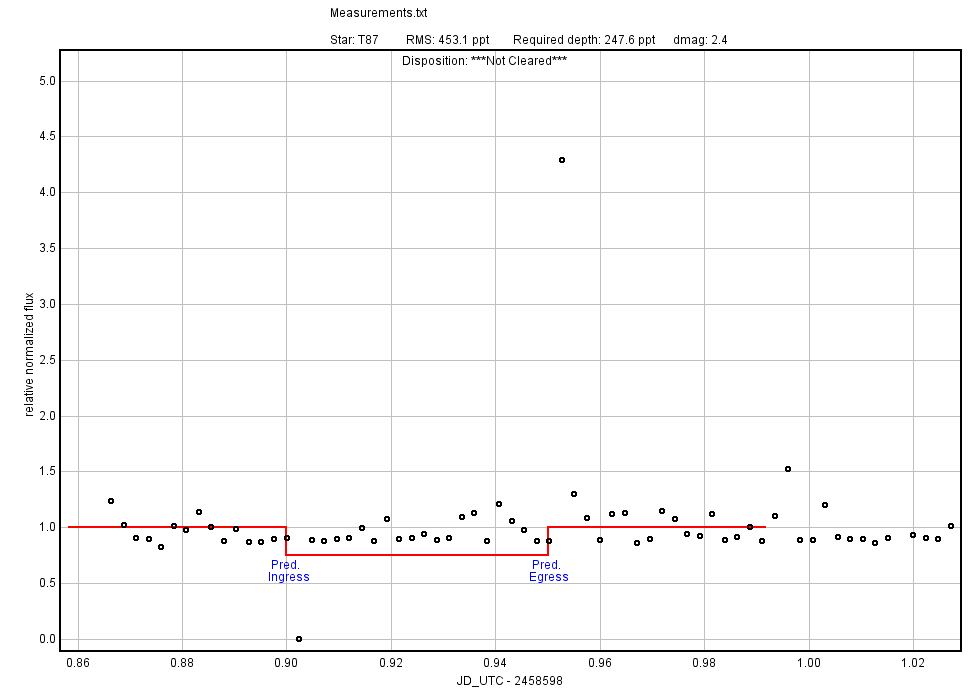 Measurements.txt
Star: T87 RMS: 453.1 ppt Required depth: 247.6 ppt dmag: 2.4
Disposition: ***Not Cleared***
5.0
4.5
4.0
3.5
3.0
2.5
2.0
1.5
1.0
0.5
0.0
relative normalized flux
Pred.
Ingress
Pred.
Egress
0.86 0.88 0.90 0.92 0.94 0.96 0.98 1.00 1.02
JD_UTC - 2458598